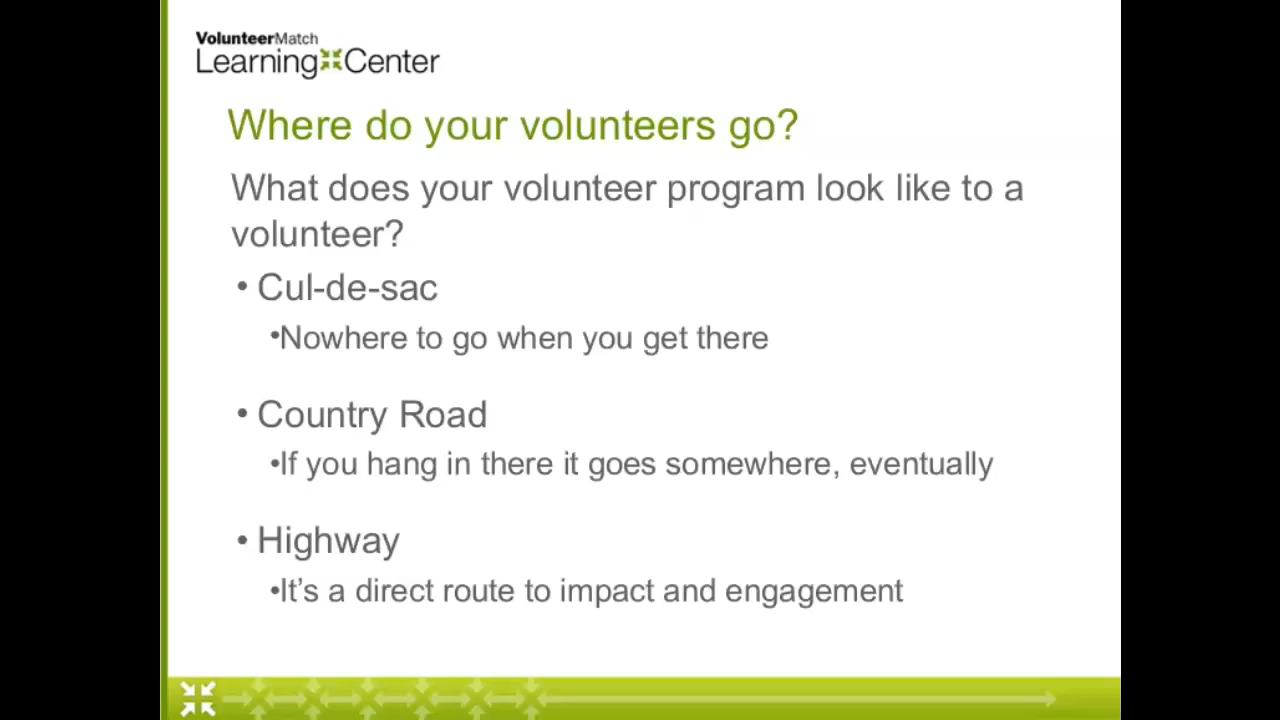 VolunteerMatch
Learning Center
Where do your volunteers go?
What does your volunteer program look like to a
volunteer?
• Cul-de-sac
•Nowhere to go when you get there
• Country Road
•If you hang in there it goes somewhere, eventually
• Highway
•It’s a direct route to impact and engagement